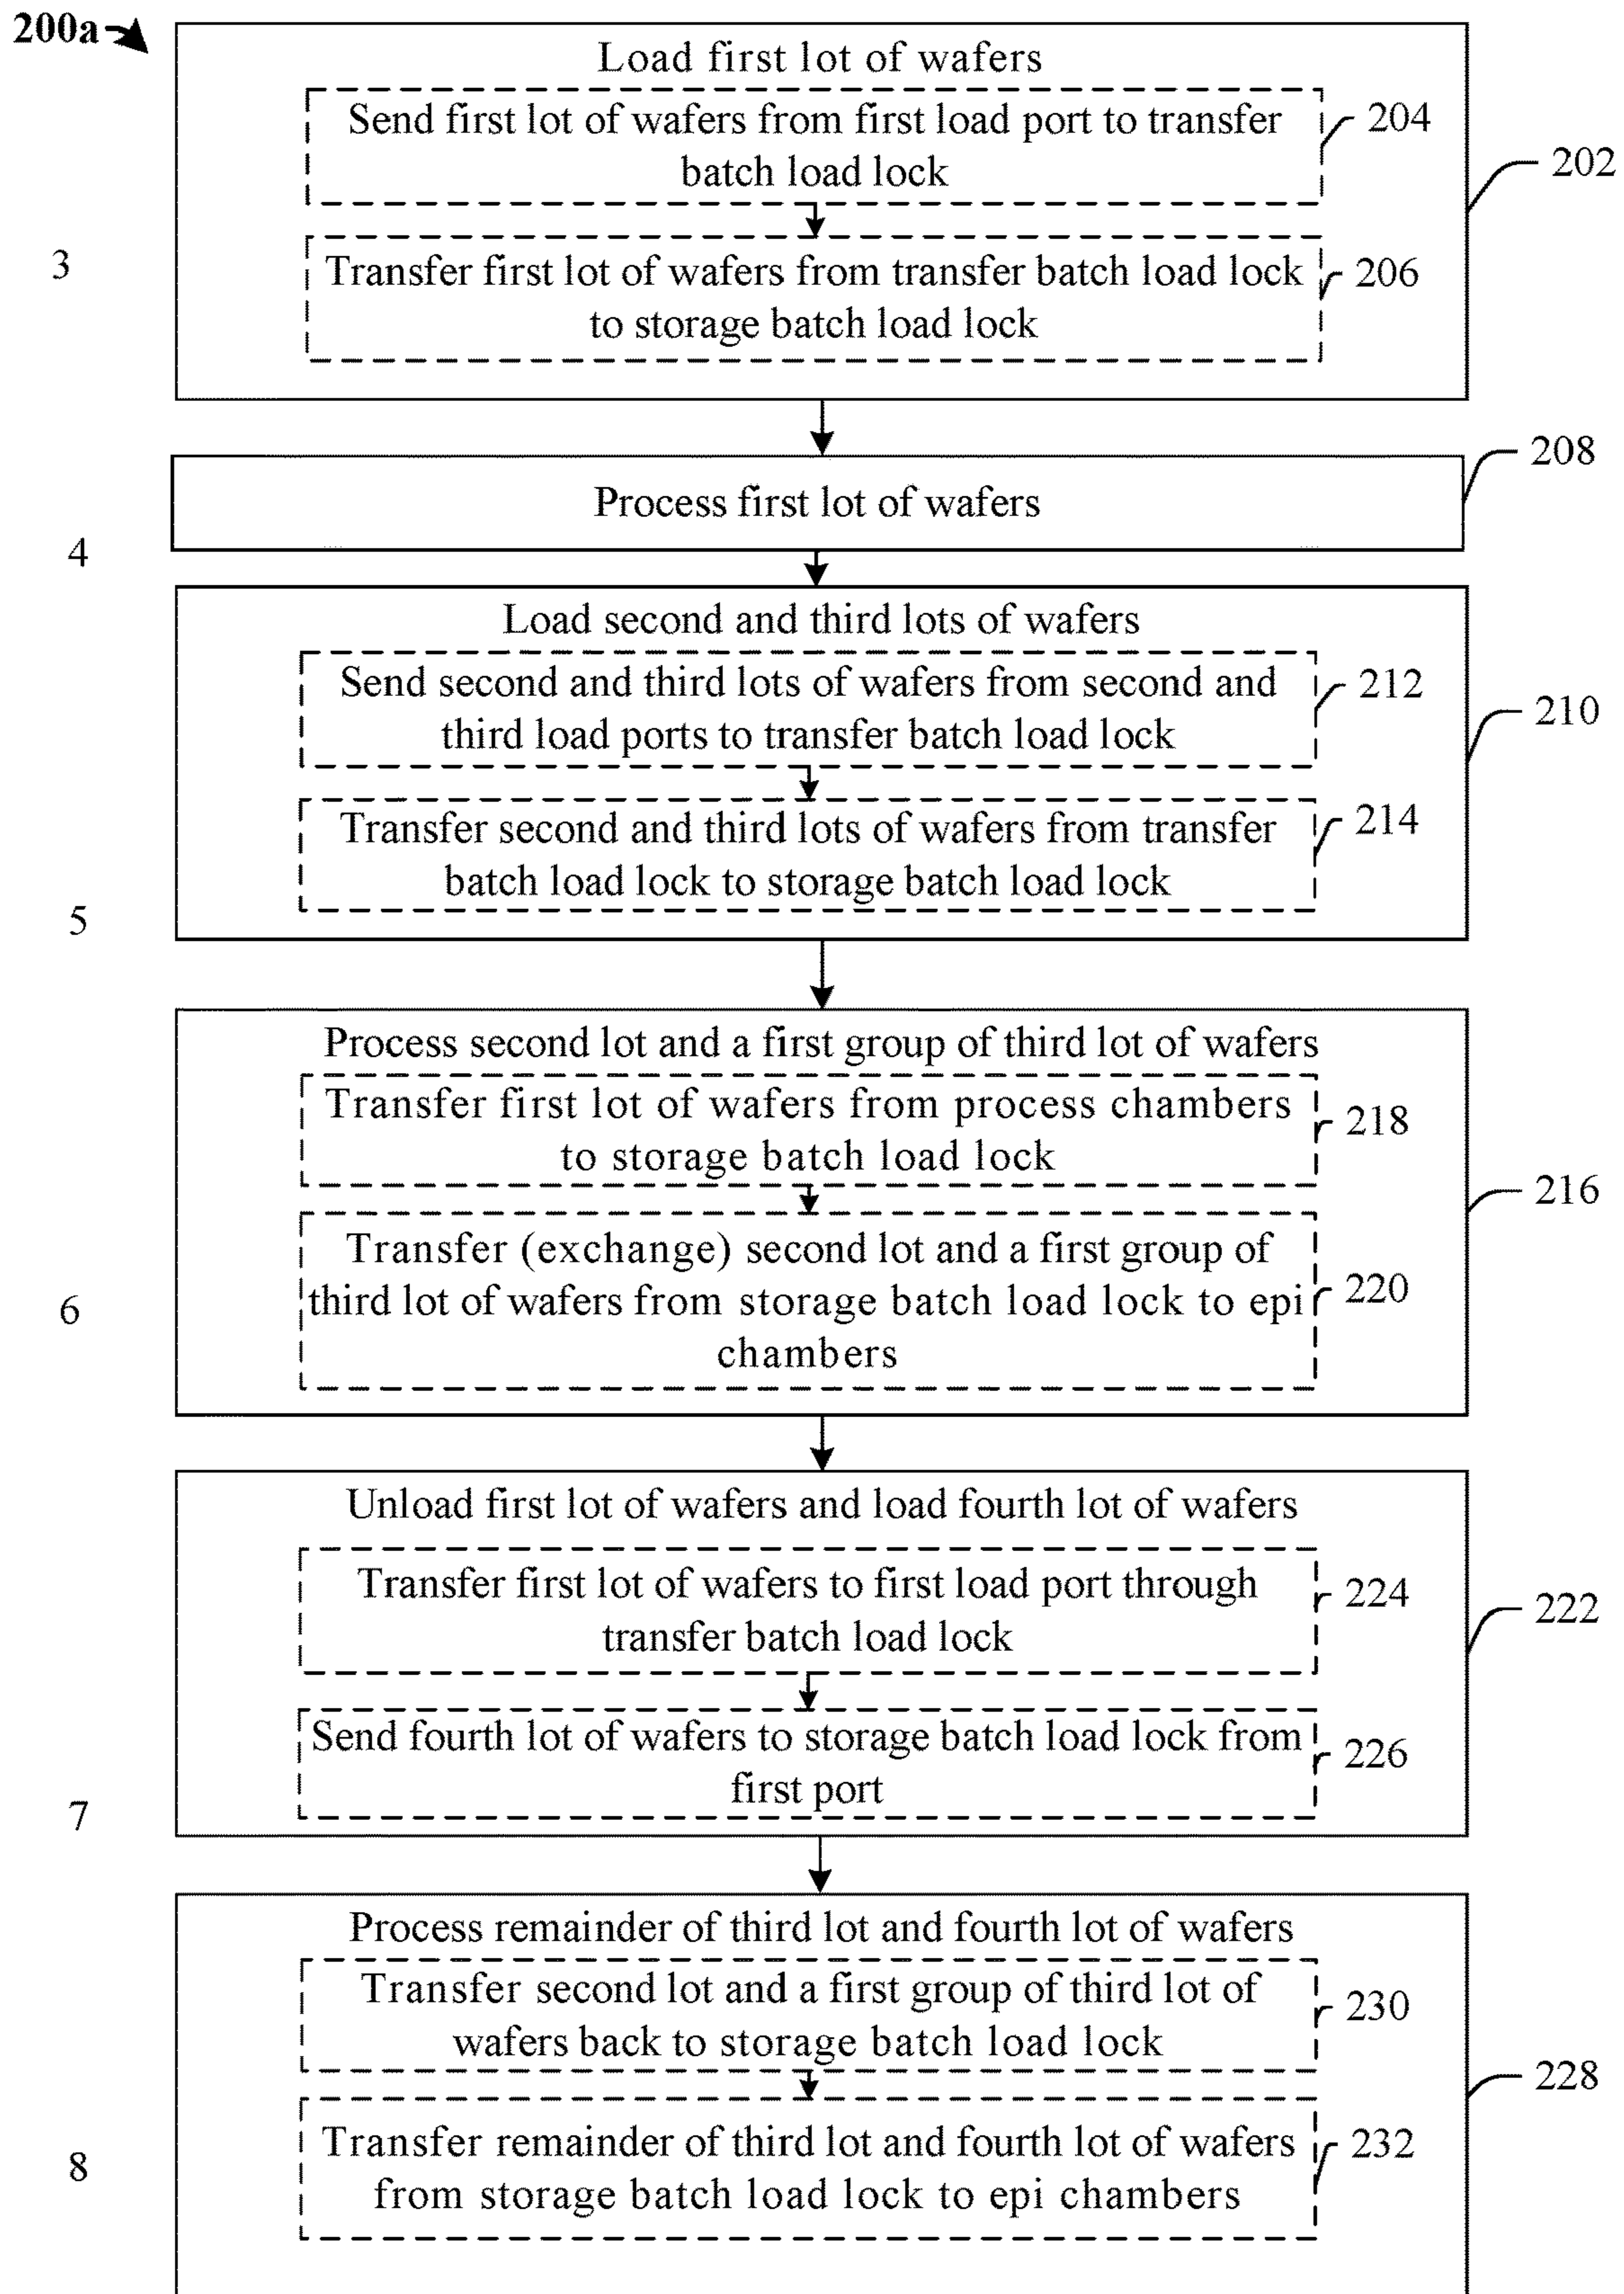 200a
Load first lot of wafers
Send first lot of wafers from first load port to transfer
batch load lock
204
202
3
Transfer first lot of wafers from transfer batch load lock
to storage batch load lock
206
Process first lot of wafers
208
4
Load second and third lots of wafers
Send second and third lots of wafers from second and
third load ports to transfer batch load lock
212
210
Transfer second and third lots of wafers from transfer
batch load lock to storage batch load lock
214
5
Process second lot and a first group of third lot of wafers
Transfer first lot of wafers from process chambers
to storage batch load lock
218
216
Transfer (exchange) second lot and a first group of
third lot of wafers from storage batch load lock to epi
chambers
220
6
Unload first lot of wafers and load fourth lot of wafers
Transfer first lot of wafers to first load port through
transfer batch load lock
224
222
Send fourth lot of wafers to storage batch load lock from
first port
226
7
Process remainder of third lot and fourth lot of wafers
Transfer second lot and a first group of third lot of
wafers back to storage batch load lock
230
228
Transfer remainder of third lot and fourth lot of wafers
from storage batch load lock to epi chambers
232
8